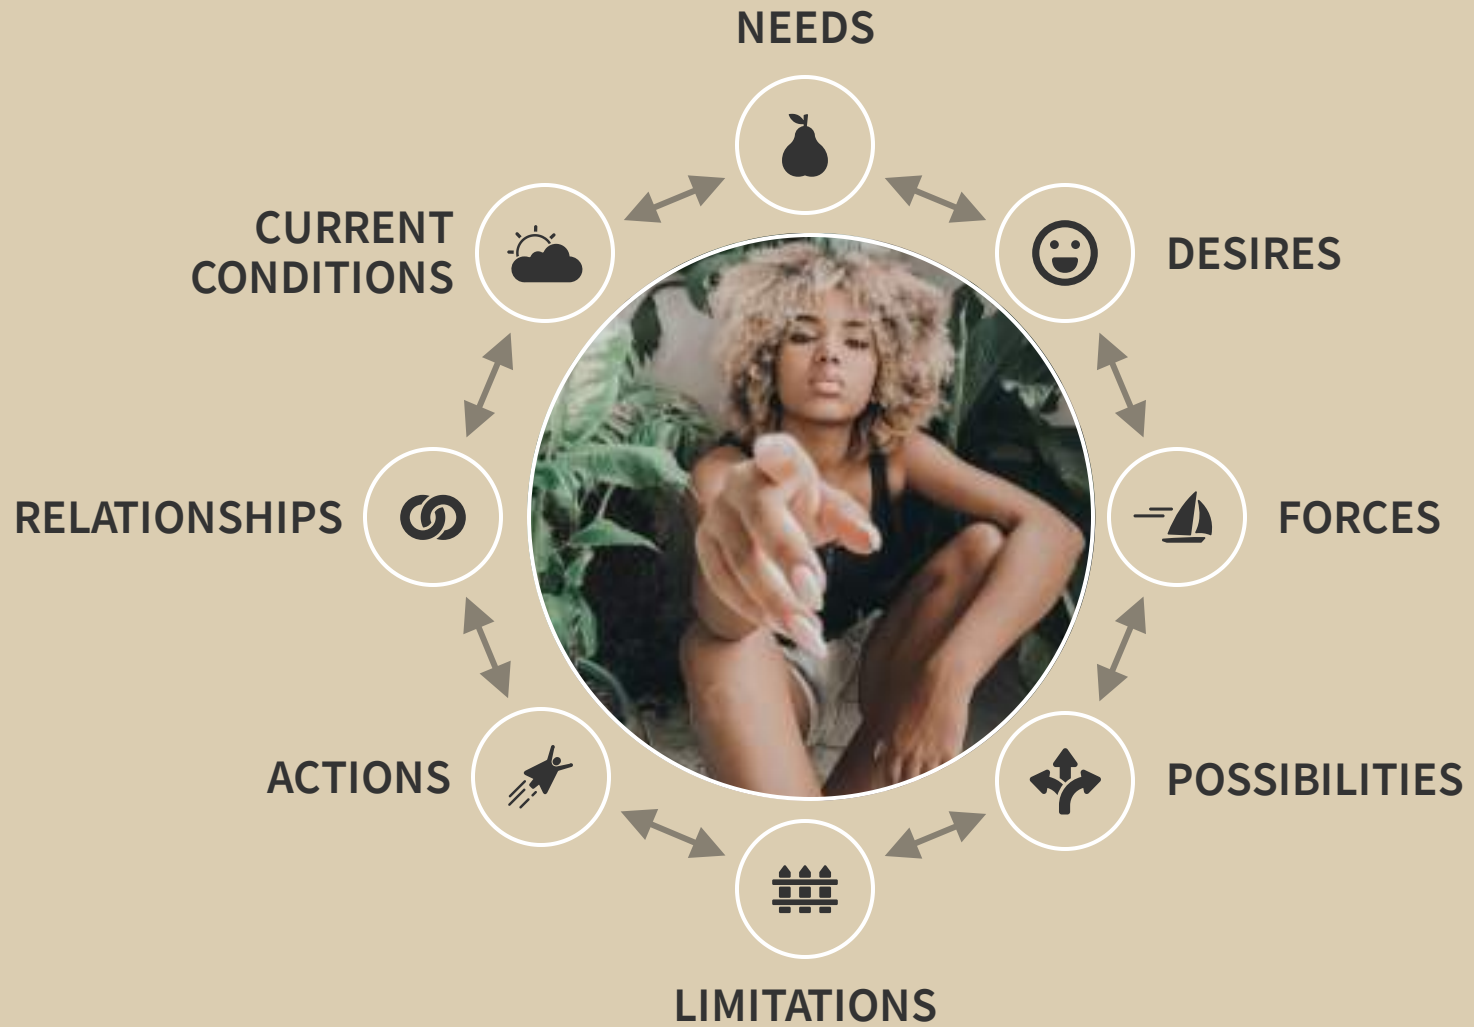 NEEDS
CURRENT
CONDITIONS
DESIRES
RELATIONSHIPS
FORCES
ACTIONS
POSSIBILITIES
LIMITATIONS